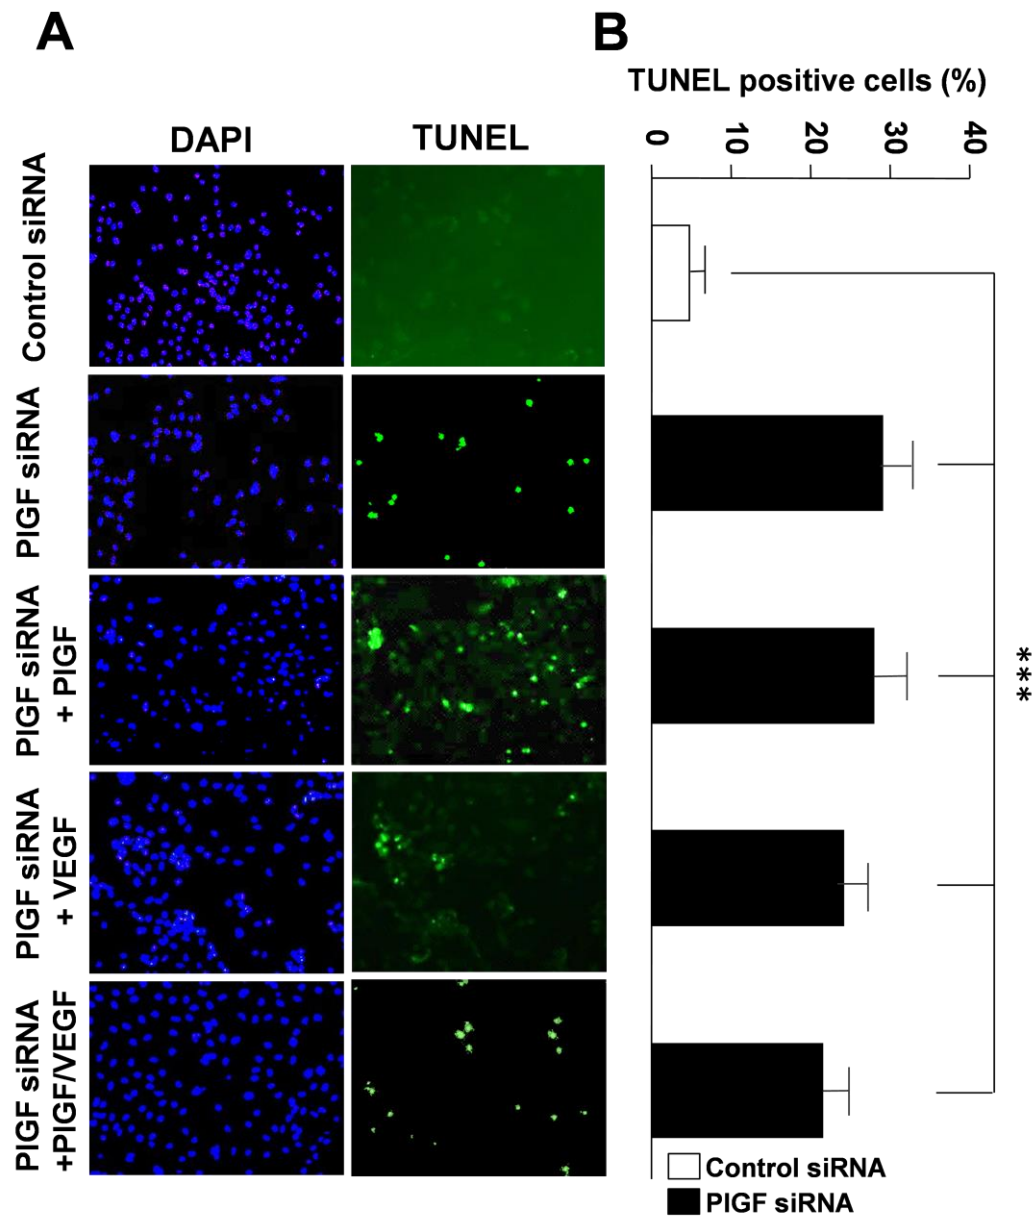 A
B
TUNEL positive cells (%)
0 10 20 30 40
DAPI TUNEL
Control siRNA
PIGF siRNA
PIGF siRNA
+ PIGF
PIGF siRNA
+ VEGF
PIGF siRNA
+PIGF/VEGF
***
Control siRNA
PIGF siRNA